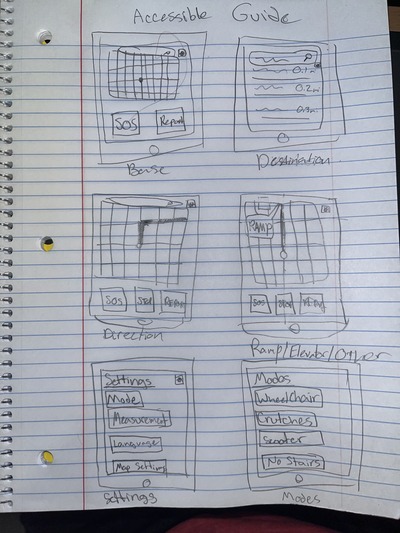 Accessible Guide
SOS
Report
Base
0.1m
0.2m
0.3m
Destination
SOS
Stop
REPORT
Direction
RAMP
SOS
STOP
Ramp/Elevator/Other
Settings
Mode
Measurement
Language
Map Settings
Settings
Modes
WheelChair
Crutches
Scooter
No Stairs
Modes